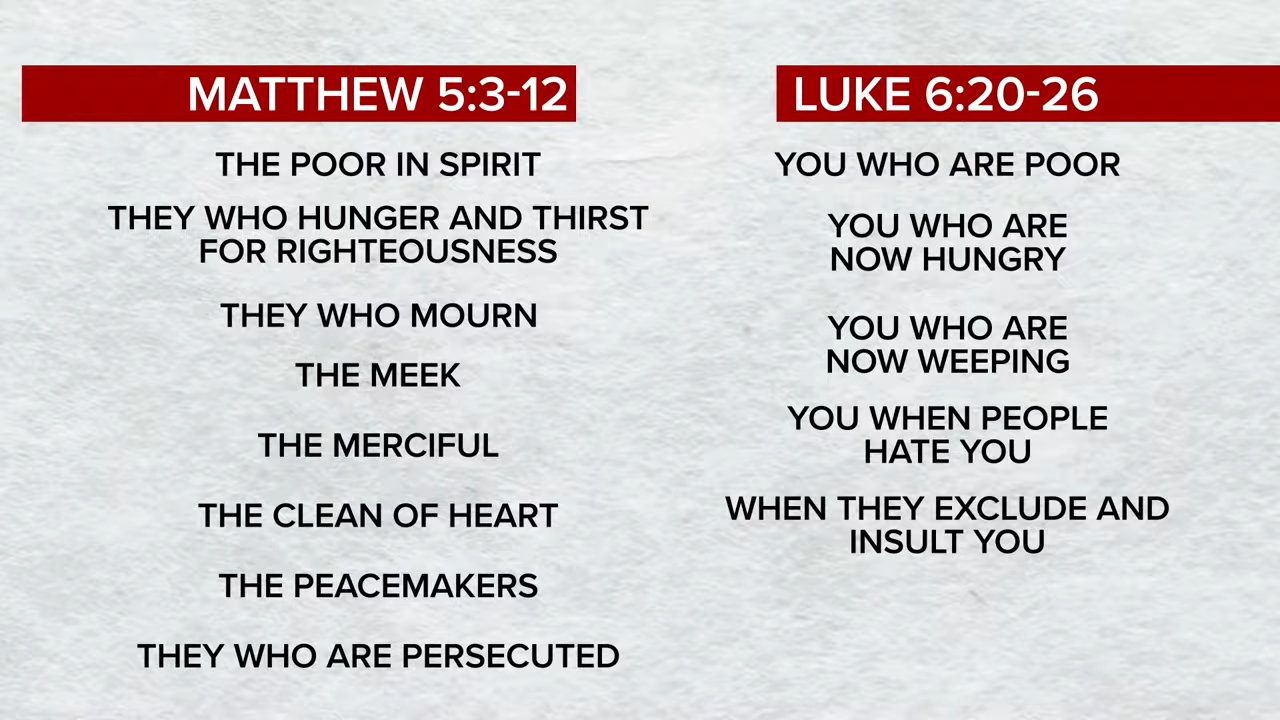 MATTHEW 5:3-12
THE POOR IN SPIRIT
THEY WHO HUNGER AND THIRST
FOR RIGHTEOUSNESS
THEY WHO MOURN
THE MEEK
THE MERCIFUL
THE CLEAN OF HEART
THE PEACEMAKERS
THEY WHO ARE PERSECUTED
LUKE 6:20-26
YOU WHO ARE POOR
YOU WHO ARE
NOW HUNGRY
YOU WHO ARE
NOW WEEPING
YOU WHEN PEOPLE
HATE YOU
WHEN THEY EXCLUDE AND
INSULT YOU